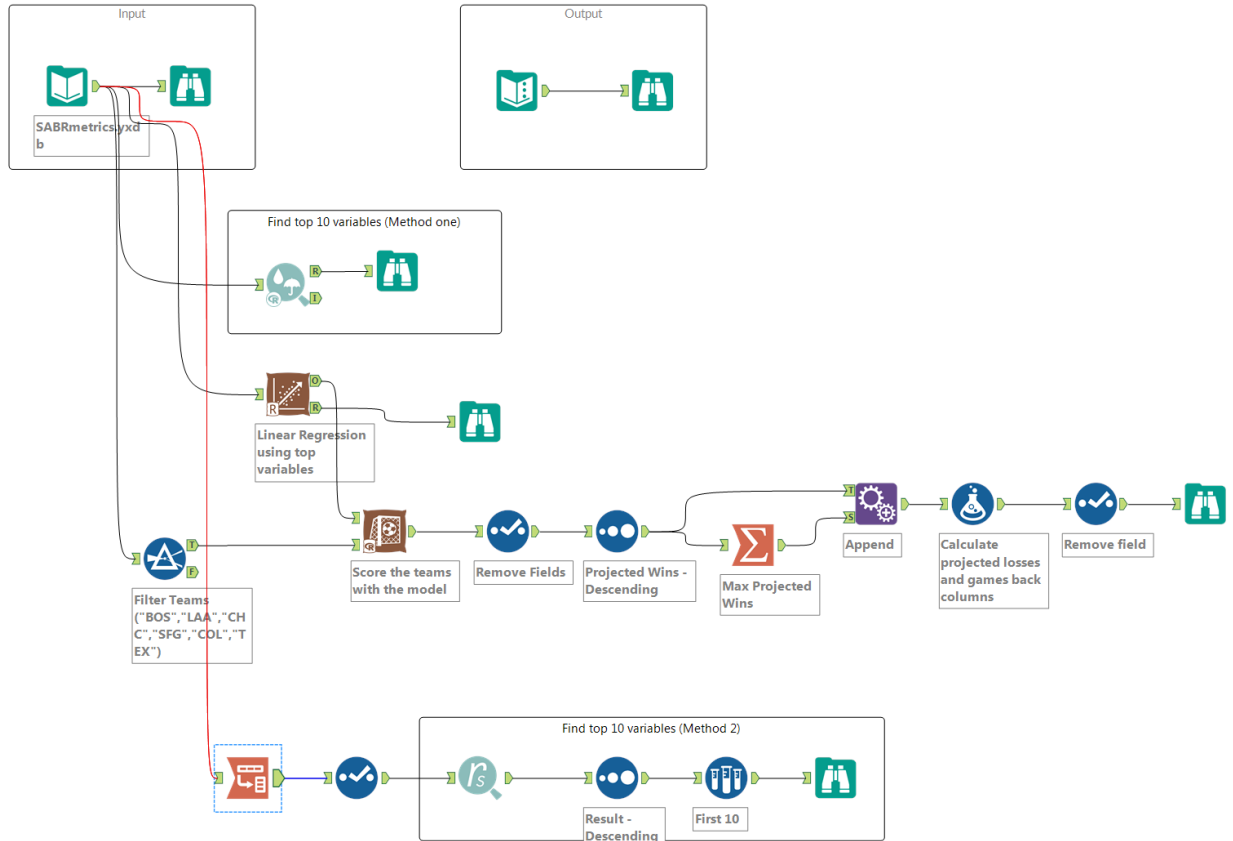 Input
Output
SABRmetrics.yxd
b
Find top 10 variables (Method one)
R
I
R
O
R
R
Linear Regression
using top
variables
T
F
Filter Teams
("BOS","LAA","CH
C","SFG","COL","T
EX")
R
Score the teams
with the model
Remove Fields
Projected Wins -
Descending
Σ
Max Projected
Wins
T
S
Append
Calculate
projected losses
and games back
columns
Remove field
Find top 10 variables (Method 2)
rs
Result -
Descending
First 10